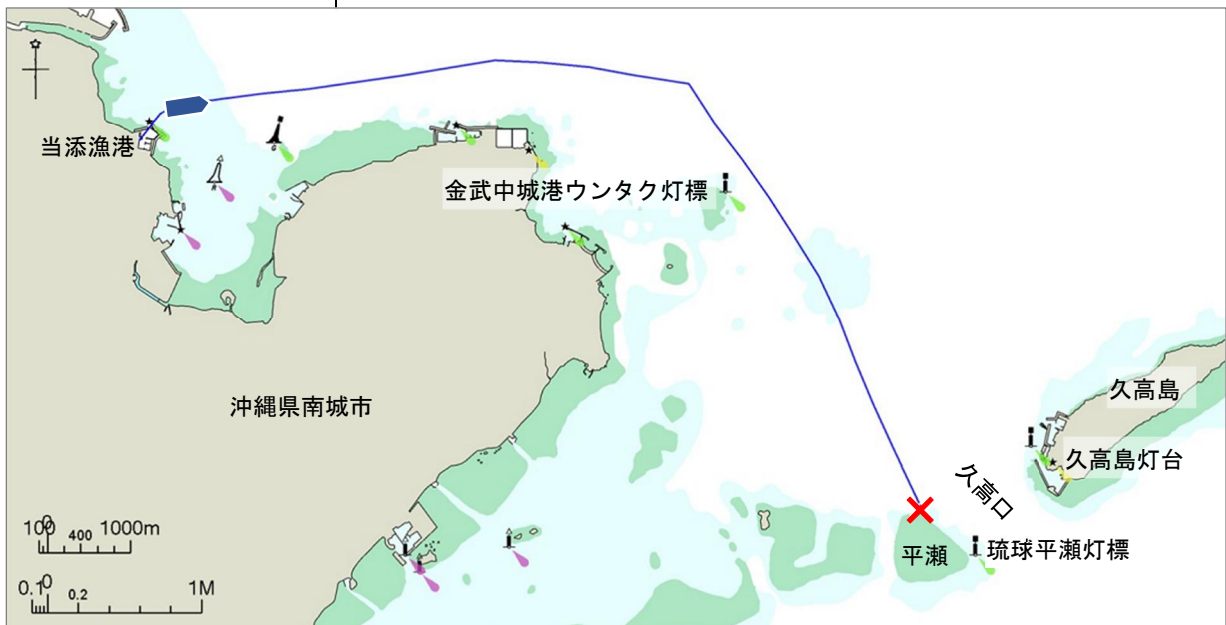 当添漁港
金武中城港ウンタク灯標
沖縄県南城市
久高島
久高島灯台
久高口
平瀬
琉球平瀬灯標
100 0 400 1000m
0.1 0 0.2 1M